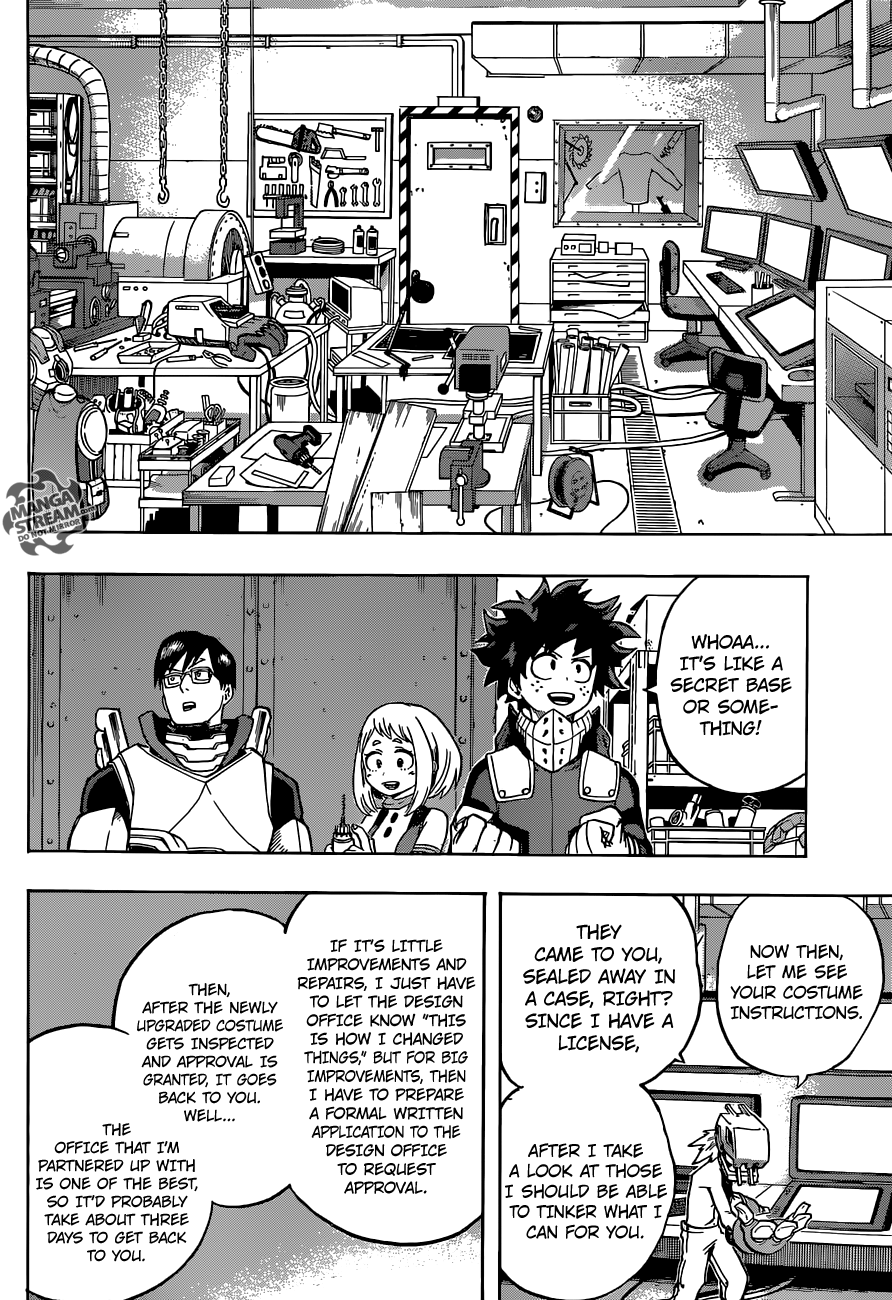 MANGA
STREAM.com
DO NOT MIRROR!
WHOAA...
IT'S LIKE A
SECRET BASE
OR SOME-
THING!
NOW THEN,
LET ME SEE
YOUR COSTUME
INSTRUCTIONS.
THEY
CAME TO YOU,
SEALED AWAY IN
A CASE, RIGHT?
SINCE I HAVE A
LICENSE,
AFTER I TAKE
A LOOK AT THOSE
I SHOULD BE ABLE
TO TINKER WHAT I
CAN FOR YOU.
IF IT'S LITTLE
IMPROVEMENTS AND
REPAIRS, I JUST HAVE
TO LET THE DESIGN
OFFICE KNOW "THIS
IS HOW I CHANGED
THINGS," BUT FOR BIG
IMPROVEMENTS, THEN
I HAVE TO PREPARE
A FORMAL WRITTEN
APPLICATION TO THE
DESIGN OFFICE
TO REQUEST
APPROVAL.
THEN,
AFTER THE NEWLY
UPGRADED COSTUME
GETS INSPECTED
AND APPROVAL IS
GRANTED, IT GOES
BACK TO YOU.
WELL...
THE
OFFICE THAT I'M
PARTNERED UP WITH
IS ONE OF THE BEST,
SO IT'D PROBABLY
TAKE ABOUT THREE
DAYS TO GET BACK
TO YOU.